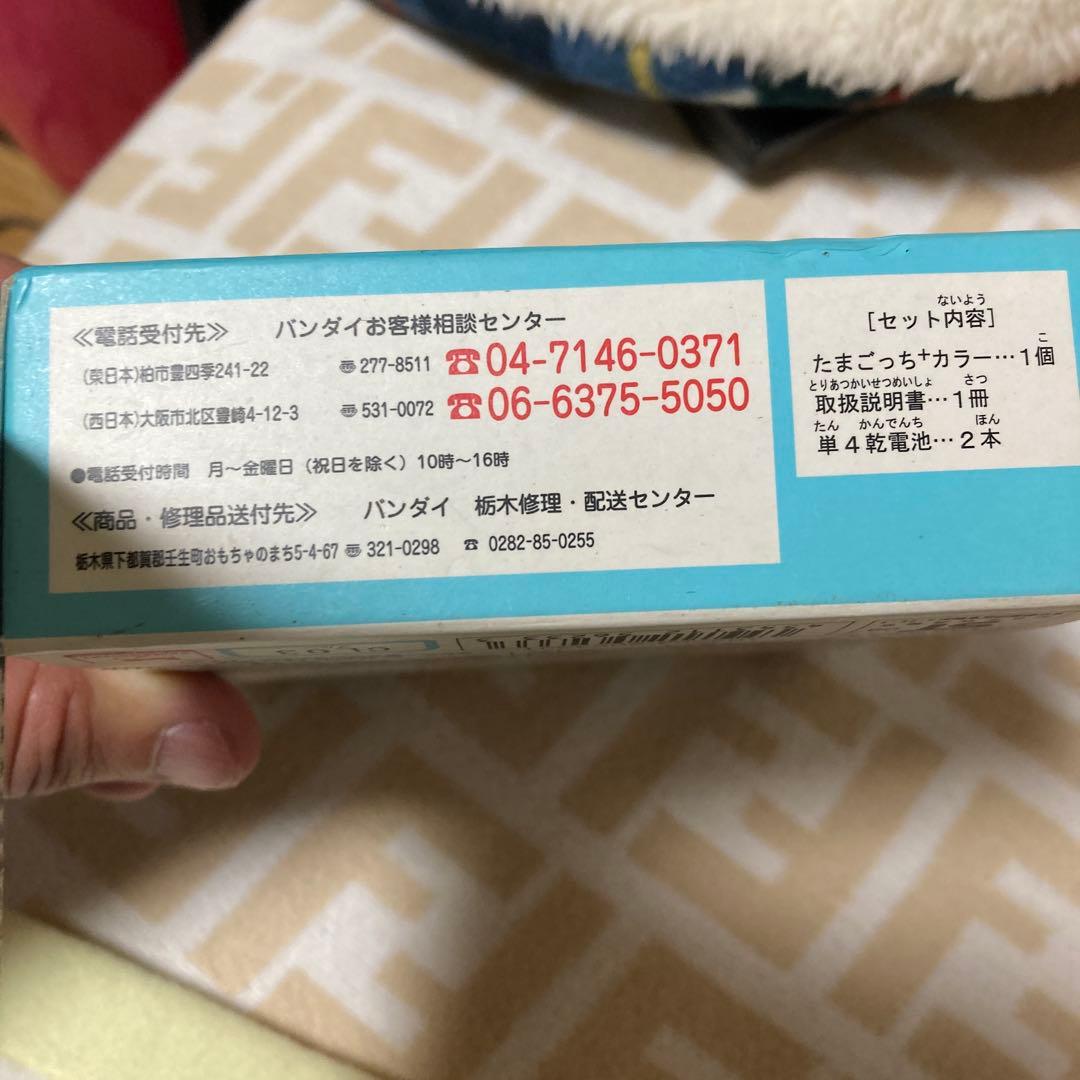 ≪電話受付先≫ バンダイお客様相談センター
(東日本)柏市豊四季241-22 〠277-8511 ☎04-7146-0371
(西日本)大阪市北区豊崎4-12-3 〠531-0072 ☎06-6375-5050
●電話受付時間 月～金曜日（祝日を除く）10時～16時
≪商品・修理品送付先≫ バンダイ 栃木修理・配送センター
栃木県下都賀郡壬生町おもちゃのまち5-4-67 〠321-0298 ☎ 0282-85-0255
ないよう
［セット内容］
こ
たまごっち+カラー…1個
とりあつかいせつめいしょ さつ
取扱説明書…1冊
たん かんでんち ほん
単4乾電池…2本